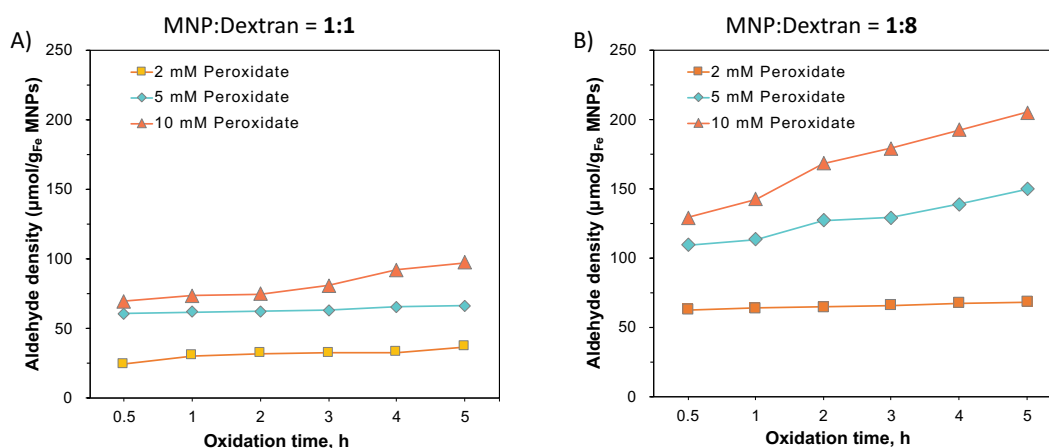 MNP:Dextran = 1:1
A)
250
200
150
100
50
0
Aldehyde density (µmol/gFe MNPs)
2 mM Peroxidate
5 mM Peroxidate
10 mM Peroxidate
0.5 1 2 3 4 5
Oxidation time, h
MNP:Dextran = 1:8
B)
250
200
150
100
50
0
Aldehyde density (µmol/gFe MNPs)
2 mM Peroxidate
5 mM Peroxidate
10 mM Peroxidate
0.5 1 2 3 4 5
Oxidation time, h